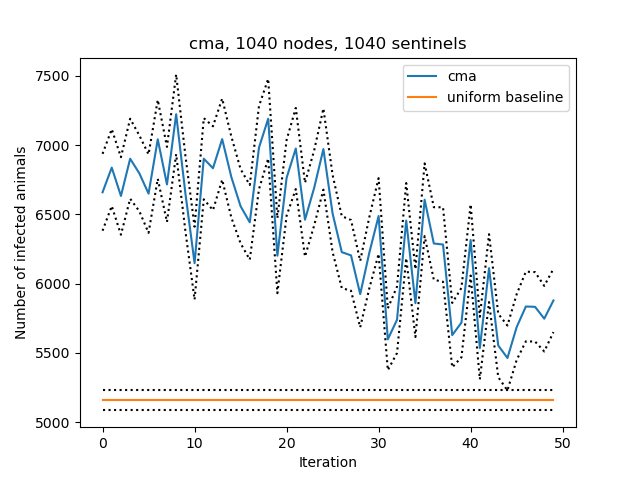 cma, 1040 nodes, 1040 sentinels
cma
uniform baseline
Number of infected animals
7500
7000
6500
6000
5500
5000
0 10 20 30 40 50
Iteration